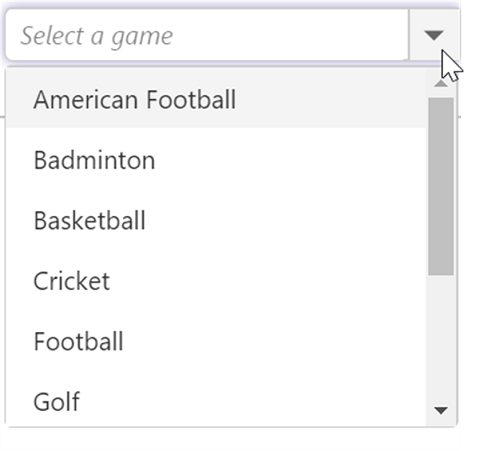 Select a game
American Football
Badminton
Basketball
Cricket
Football
Golf